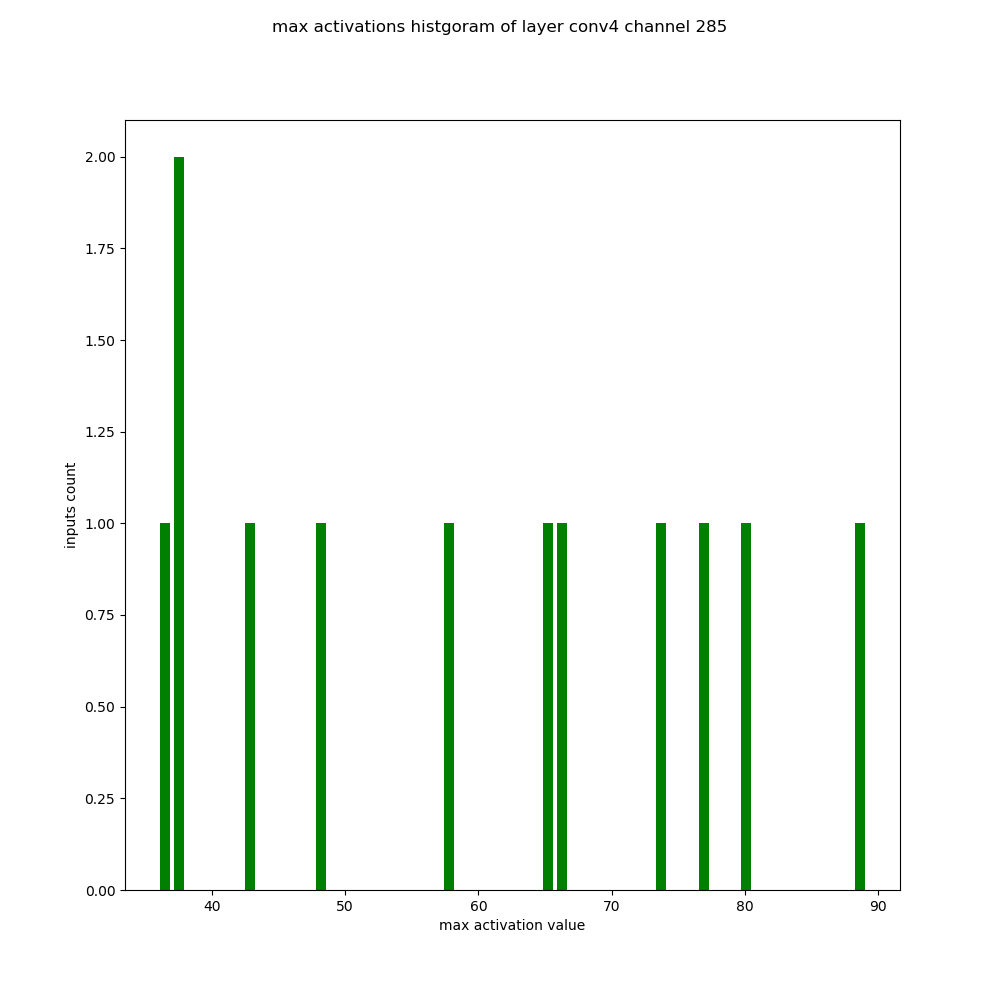 max activations histgoram of layer conv4 channel 285
2.00
1.75
1.50
1.25
1.00
0.75
0.50
0.25
0.00
inputs count
40 50 60 70 80 90
max activation value